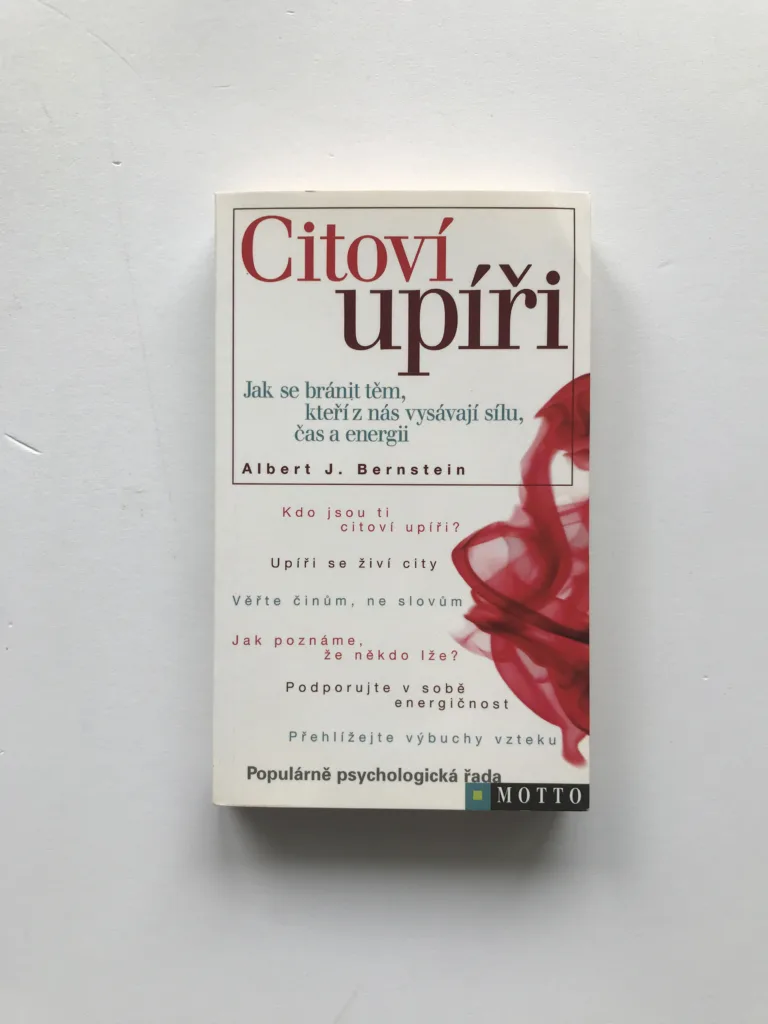 Citoví
upíři
Jak se bránit těm,
kteří z nás vysávají sílu,
čas a energii
Albert J. Bernstein
Kdo jsou ti
citoví upíři?
Upíři se živí city
Věřte činům, ne slovům
Jak poznáme,
že někdo lže?
Podporujte v sobě
energičnost
Přehlížejte výbuchy vzteku
Populárně psychologická řada
MOTTO